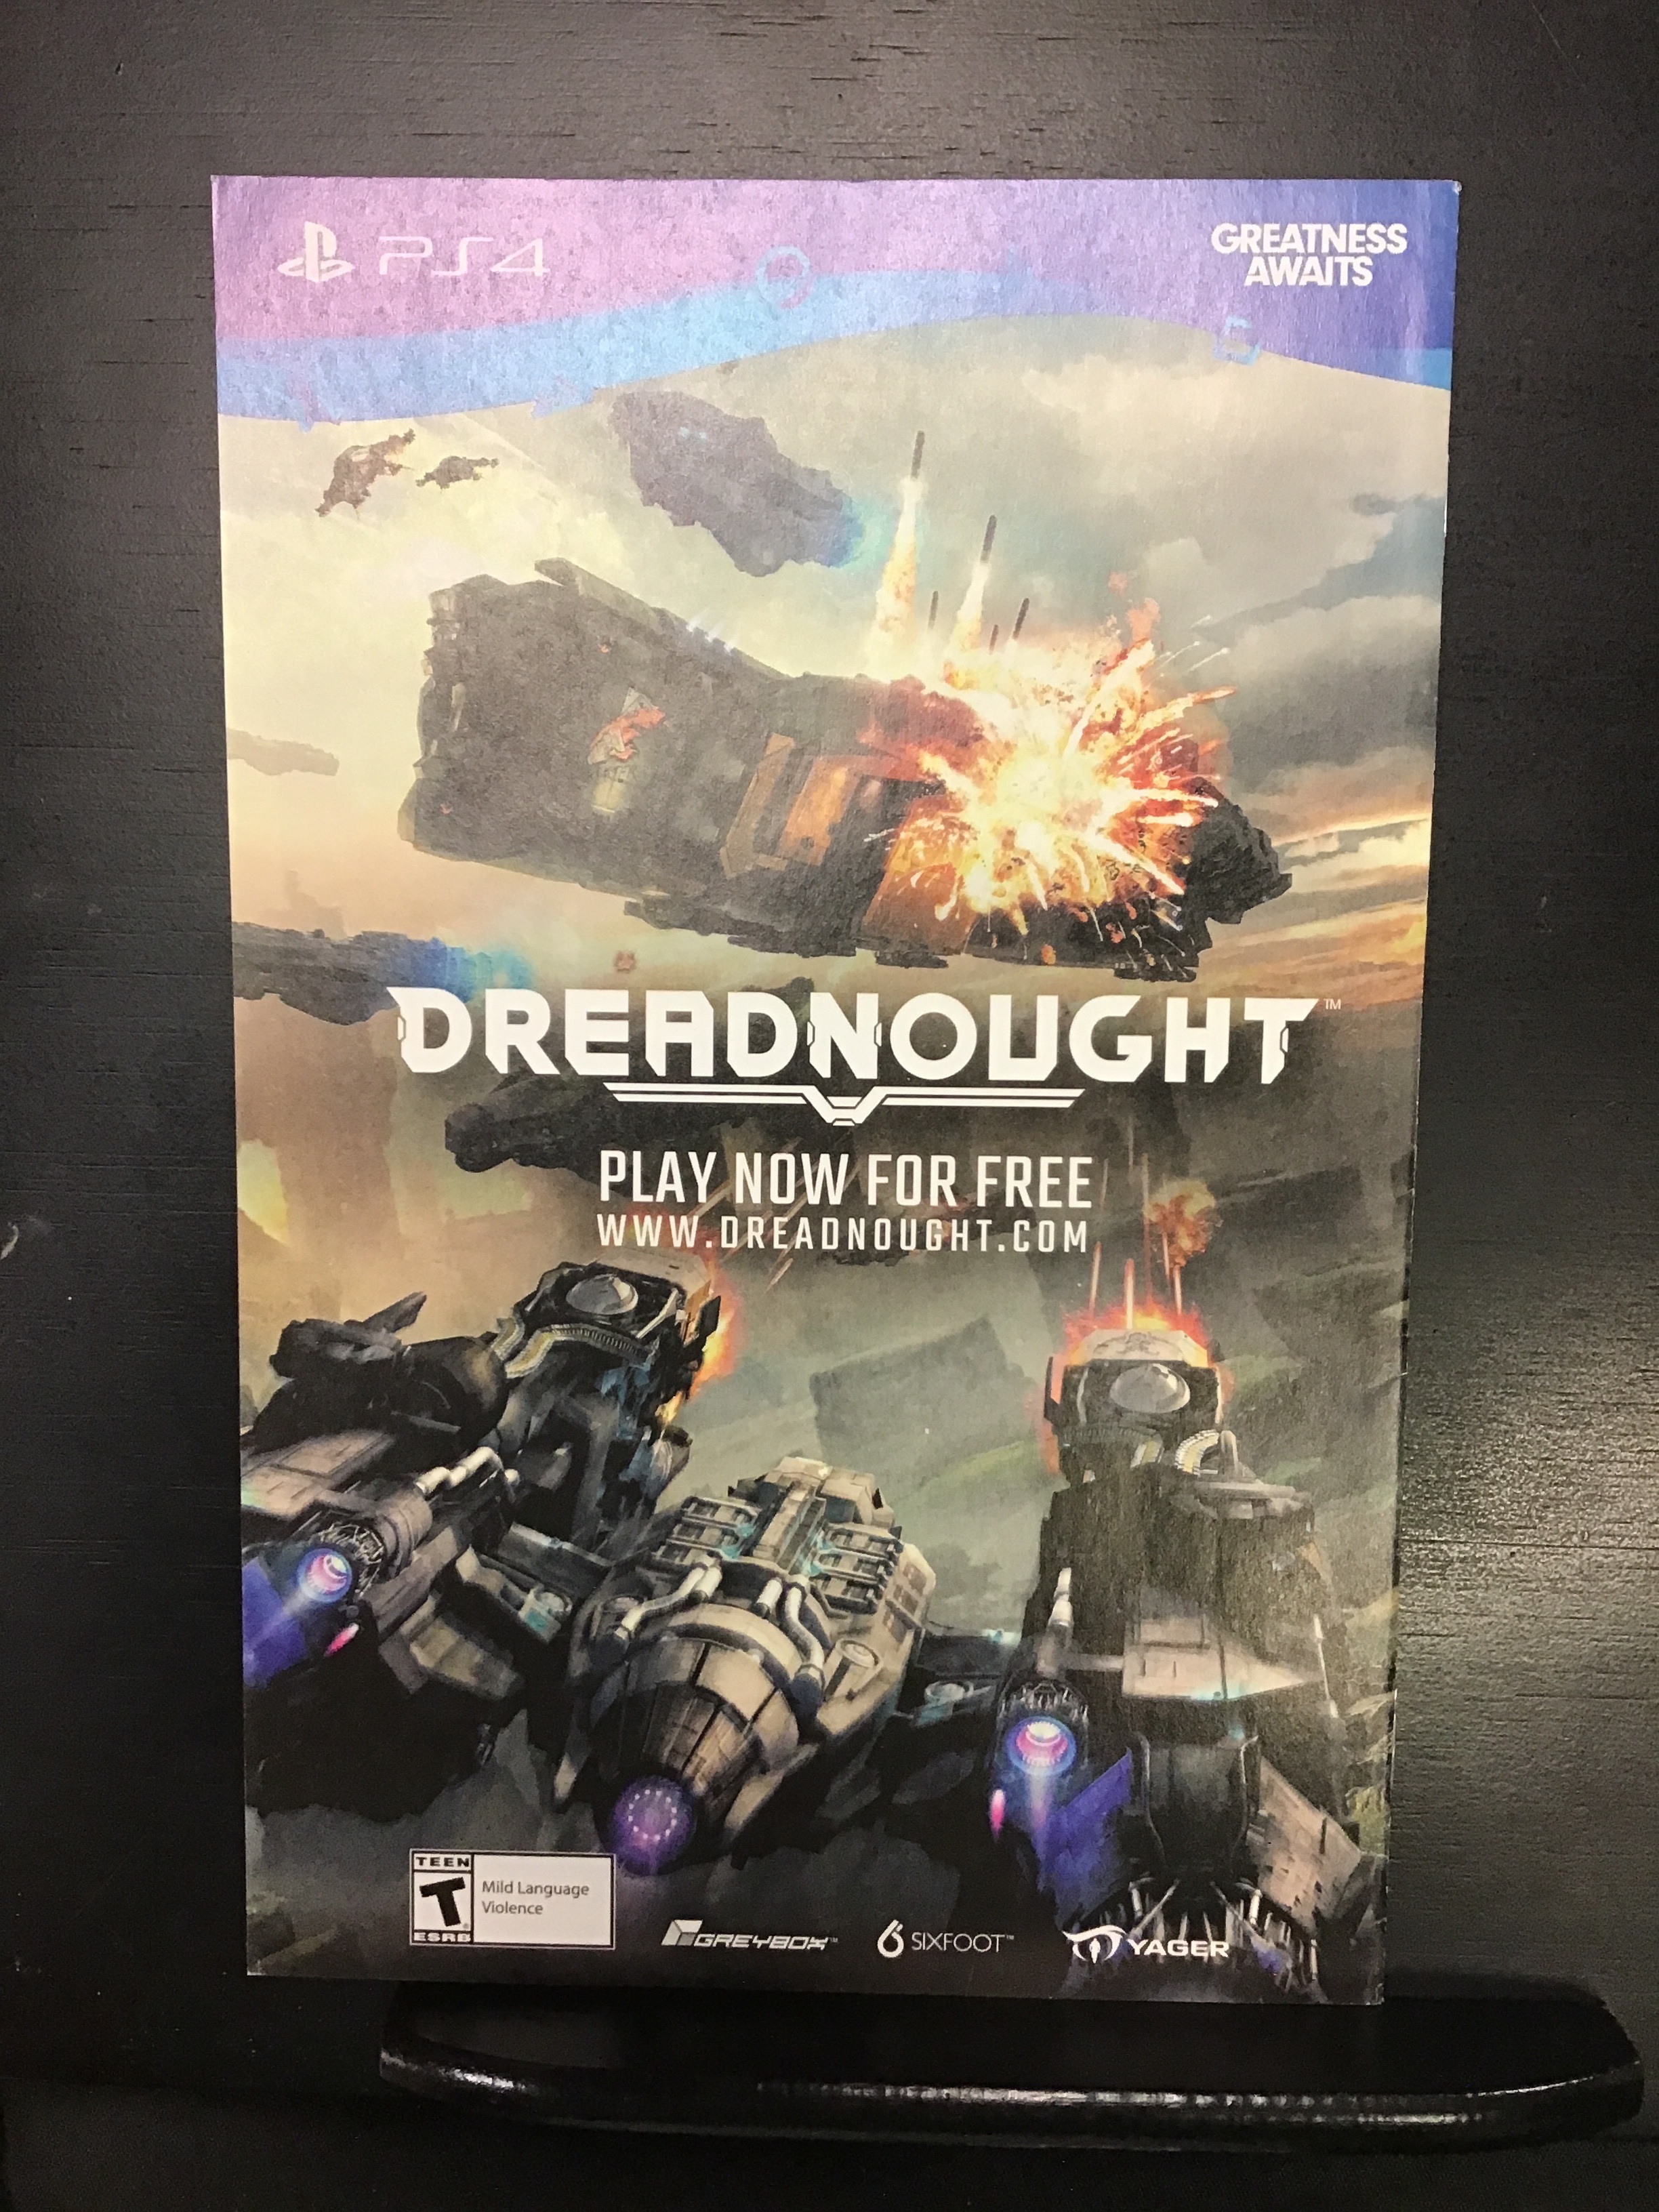 PS4
GREATNESS
AWAITS
DREADNOUGHT™
PLAY NOW FOR FREE
WWW.DREADNOUGHT.COM
TEEN
T
ESRB
Mild Language
Violence
GREYBOX™
SIXFOOT™
YAGER